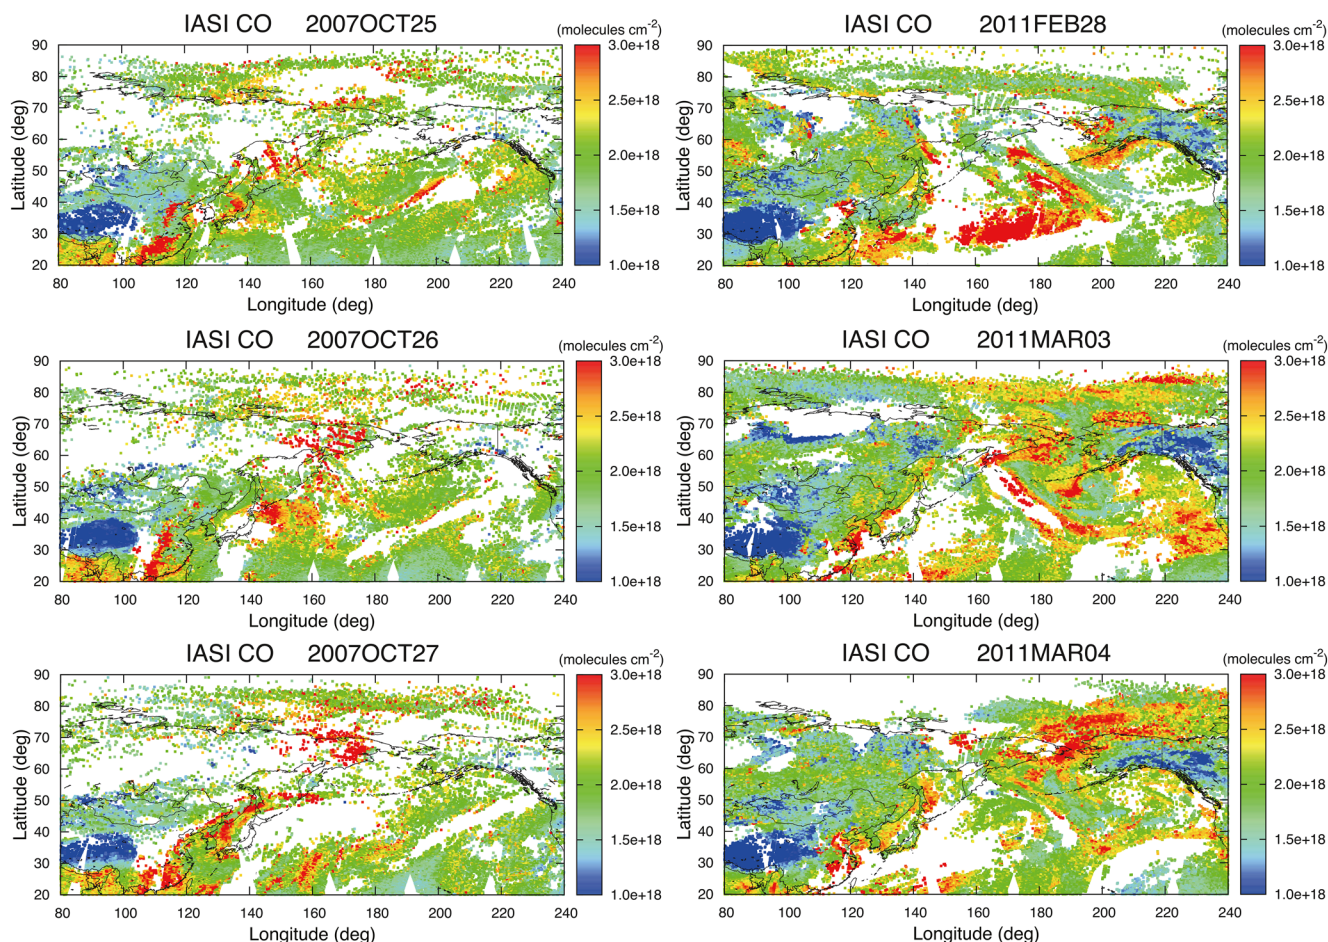 IASI CO 2007OCT25
(molecules cm-2)
90
80
70
60
50
40
30
20
Latitude (deg)
80 100 120 140 160 180 200 220 240
Longitude (deg)
3.0e+18
2.5e+18
2.0e+18
1.5e+18
1.0e+18
IASI CO 2011FEB28
(molecules cm-2)
90
80
70
60
50
40
30
20
Latitude (deg)
80 100 120 140 160 180 200 220 240
Longitude (deg)
3.0e+18
2.5e+18
2.0e+18
1.5e+18
1.0e+18
IASI CO 2007OCT26
(molecules cm-2)
90
80
70
60
50
40
30
20
Latitude (deg)
80 100 120 140 160 180 200 220 240
Longitude (deg)
3.0e+18
2.5e+18
2.0e+18
1.5e+18
1.0e+18
IASI CO 2011MAR03
(molecules cm-2)
90
80
70
60
50
40
30
20
Latitude (deg)
80 100 120 140 160 180 200 220 240
Longitude (deg)
3.0e+18
2.5e+18
2.0e+18
1.5e+18
1.0e+18
IASI CO 2007OCT27
(molecules cm-2)
90
80
70
60
50
40
30
20
Latitude (deg)
80 100 120 140 160 180 200 220 240
Longitude (deg)
3.0e+18
2.5e+18
2.0e+18
1.5e+18
1.0e+18
IASI CO 2011MAR04
(molecules cm-2)
90
80
70
60
50
40
30
20
Latitude (deg)
80 100 120 140 160 180 200 220 240
Longitude (deg)
3.0e+18
2.5e+18
2.0e+18
1.5e+18
1.0e+18